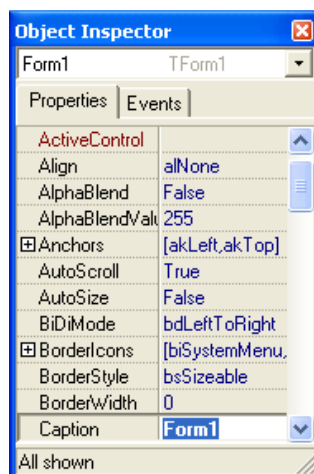 Object Inspector
Form1 TForm1
Properties Events
ActiveControl
Align alNone
AlphaBlend False
AlphaBlendValu 255
Anchors [akLeft,akTop]
AutoScroll True
AutoSize False
BiDiMode bdLeftToRight
BorderIcons [biSystemMenu,
BorderStyle bsSizeable
BorderWidth 0
Caption Form1
All shown